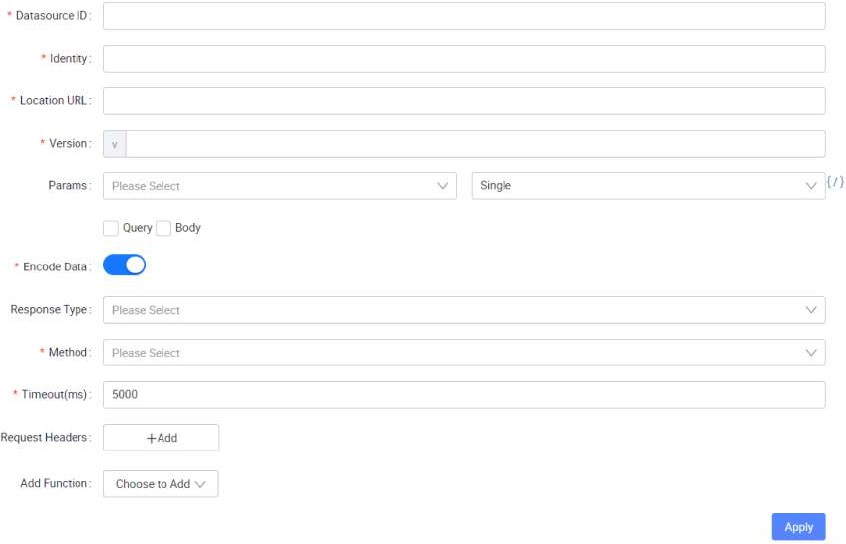 * Datasource ID :
* Identity :
* Location URL :
* Version : v
Params : Please Select Single {/}
Query Body
* Encode Data :
Response Type : Please Select
* Method : Please Select
* Timeout(ms) : 5000
Request Headers : +Add
Add Function : Choose to Add
Apply